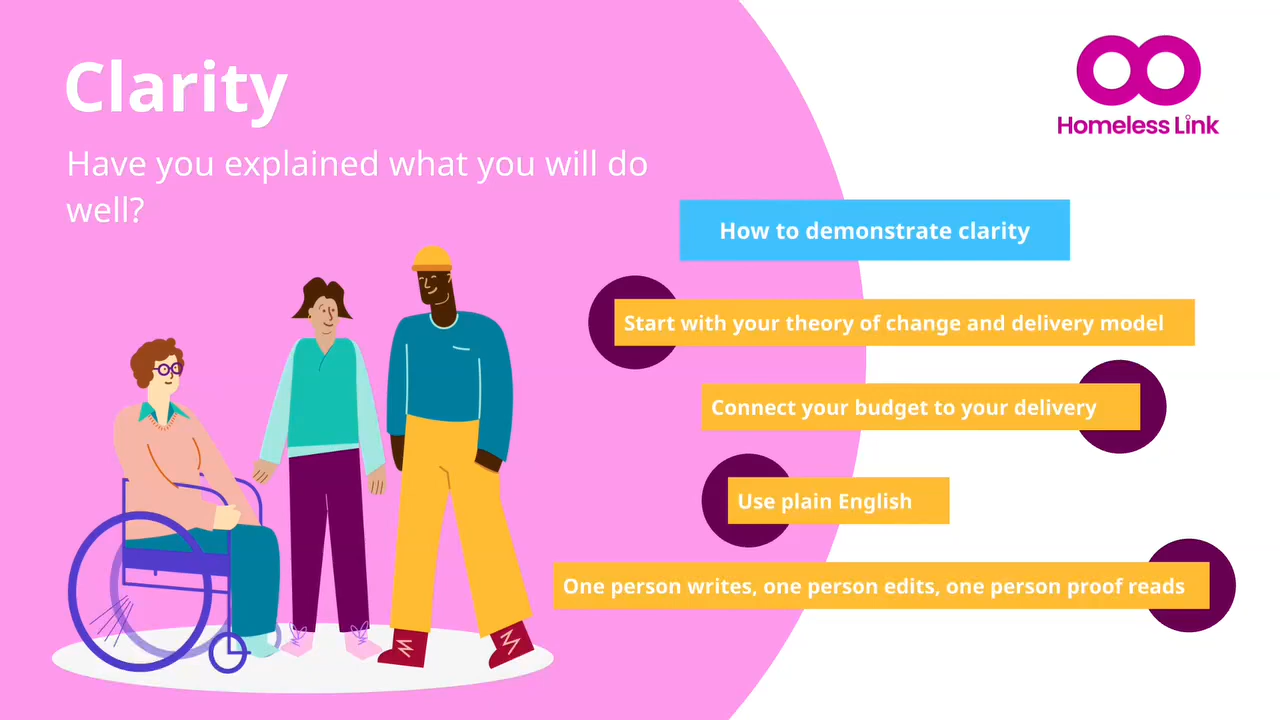 Clarity
Have you explained what you will do
well?
Homeless Link
How to demonstrate clarity
Start with your theory of change and delivery model
Connect your budget to your delivery
Use plain English
One person writes, one person edits, one person proof reads